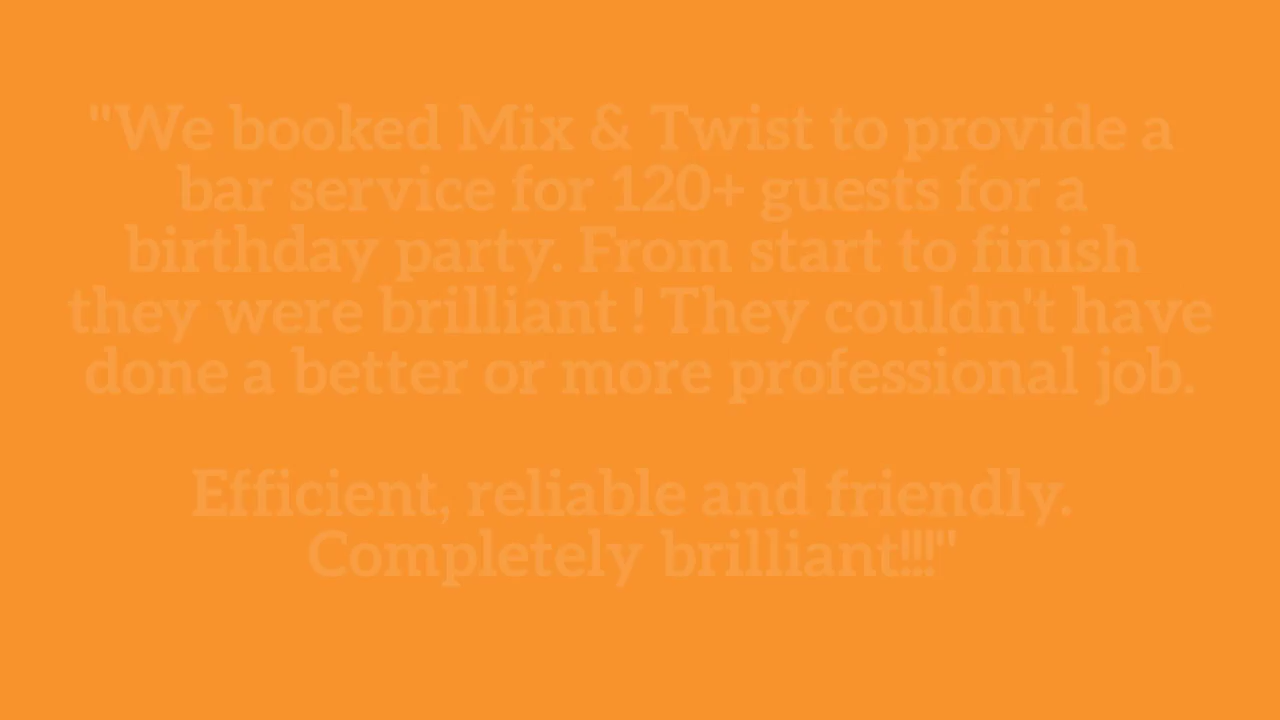 "We booked Mix & Twist to provide a
bar service for 120+ guests for a
birthday party. From start to finish
they were brilliant ! They couldn't have
done a better or more professional job.
Efficient, reliable and friendly.
Completely brilliant!!!"